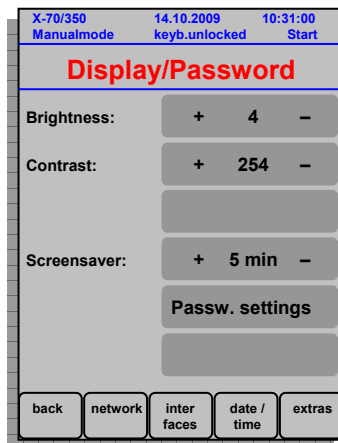 X-70/350 14.10.2009 10:31:00
Manualmode keyb.unlocked Start
Display/Password
Brightness: + 4 –
Contrast: + 254 –
Screensaver: + 5 min –
Passw. settings
back network inter faces date / time extras